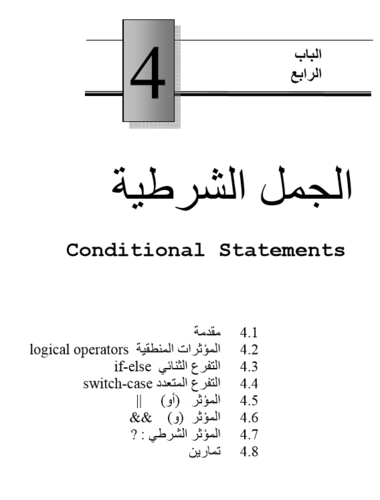 4
الباب
الرابع
الجمل الشرطية
Conditional Statements
4.1 مقدمة
4.2 المؤثرات المنطقية logical operators
4.3 التفرع الثنائي if-else
4.4 التفرع المتعدد switch-case
4.5 المؤثر (أو) ||
4.6 المؤثر (و) &&
4.7 المؤثر الشرطي : ?
4.8 تمارين